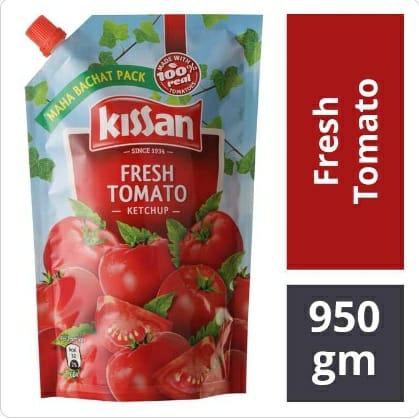 MAHA BACHAT PACK
MADE WITH
100%
real
TOMATOES
KISSan
SINCE 1934
FRESH
TOMATO
KETCHUP
Fresh
Tomato
950
gm